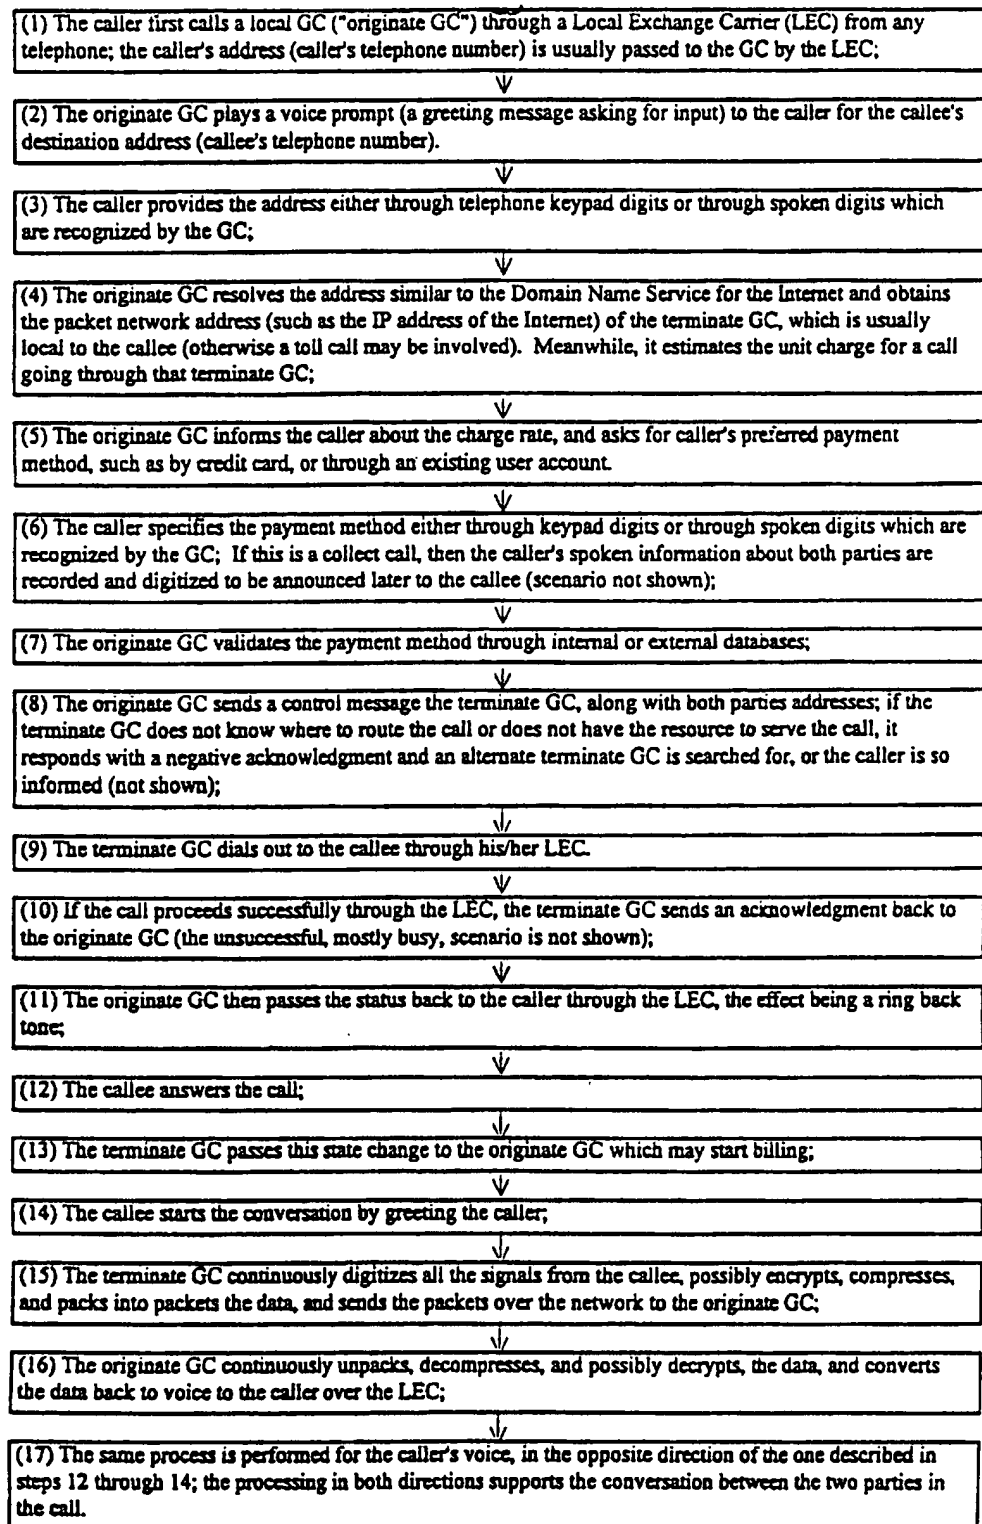 (1) The caller first calls a local GC ("originate GC") through a Local Exchange Carrier (LEC) from any
telephone; the caller's address (caller's telephone number) is usually passed to the GC by the LEC;
(2) The originate GC plays a voice prompt (a greeting message asking for input) to the caller for the callee's
destination address (callee's telephone number).
(3) The caller provides the address either through telephone keypad digits or through spoken digits which
are recognized by the GC;
(4) The originate GC resolves the address similar to the Domain Name Service for the Internet and obtains
the packet network address (such as the IP address of the Internet) of the terminate GC, which is usually
local to the callee (otherwise a toll call may be involved). Meanwhile, it estimates the unit charge for a call
going through that terminate GC;
(5) The originate GC informs the caller about the charge rate, and asks for caller's preferred payment
method, such as by credit card, or through an existing user account.
(6) The caller specifies the payment method either through keypad digits or through spoken digits which are
recognized by the GC; If this is a collect call, then the caller's spoken information about both parties are
recorded and digitized to be announced later to the callee (scenario not shown);
(7) The originate GC validates the payment method through internal or external databases;
(8) The originate GC sends a control message the terminate GC, along with both parties addresses; if the
terminate GC does not know where to route the call or does not have the resource to serve the call, it
responds with a negative acknowledgment and an alternate terminate GC is searched for, or the caller is so
informed (not shown);
(9) The terminate GC dials out to the callee through his/her LEC.
(10) If the call proceeds successfully through the LEC, the terminate GC sends an acknowledgment back to
the originate GC (the unsuccessful, mostly busy, scenario is not shown);
(11) The originate GC then passes the status back to the caller through the LEC, the effect being a ring back
tone;
(12) The callee answers the call;
(13) The terminate GC passes this state change to the originate GC which may start billing;
(14) The callee starts the conversation by greeting the caller;
(15) The terminate GC continuously digitizes all the signals from the callee, possibly encrypts, compresses,
and packs into packets the data, and sends the packets over the network to the originate GC;
(16) The originate GC continuously unpacks, decompresses, and possibly decrypts, the data, and converts
the data back to voice to the caller over the LEC;
(17) The same process is performed for the caller's voice, in the opposite direction of the one described in
steps 12 through 14; the processing in both directions supports the conversation between the two parties in
the call.